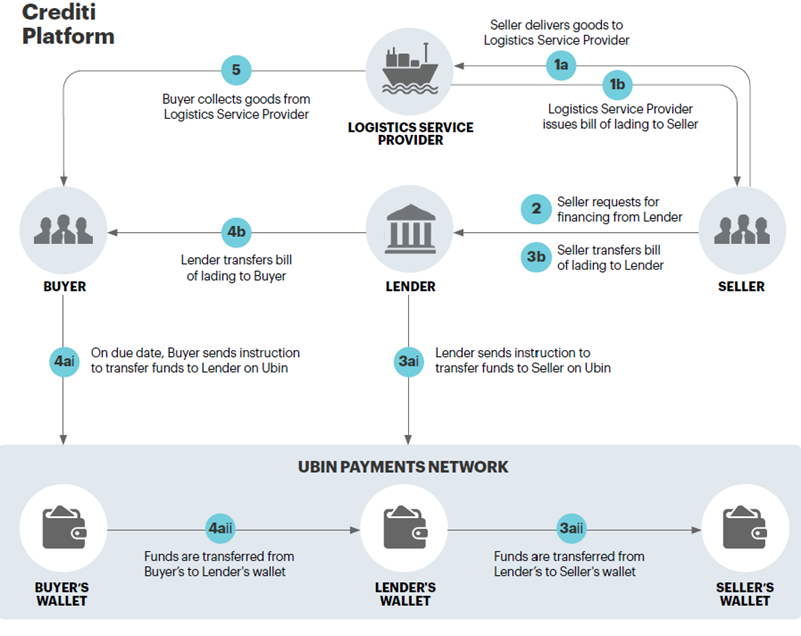 Crediti
Platform
Seller delivers goods to
Logistics Service Provider
1a
5
1b
Buyer collects goods from
Logistics Service Provider
Logistics Service Provider
issues bill of lading to Seller
LOGISTICS SERVICE
PROVIDER
2
Seller requests for
financing from Lender
4b
3b
Seller transfers bill
of lading to Lender
Lender transfers bill
of lading to Buyer
BUYER
LENDER
SELLER
4ai
On due date, Buyer sends instruction
to transfer funds to Lender on Ubin
3ai
Lender sends instruction to
transfer funds to Seller on Ubin
UBIN PAYMENTS NETWORK
4aii
3aii
Funds are transferred from
Buyer's to Lender's wallet
Funds are transferred from
Lender's to Seller's wallet
BUYER'S
WALLET
LENDER'S
WALLET
SELLER'S
WALLET